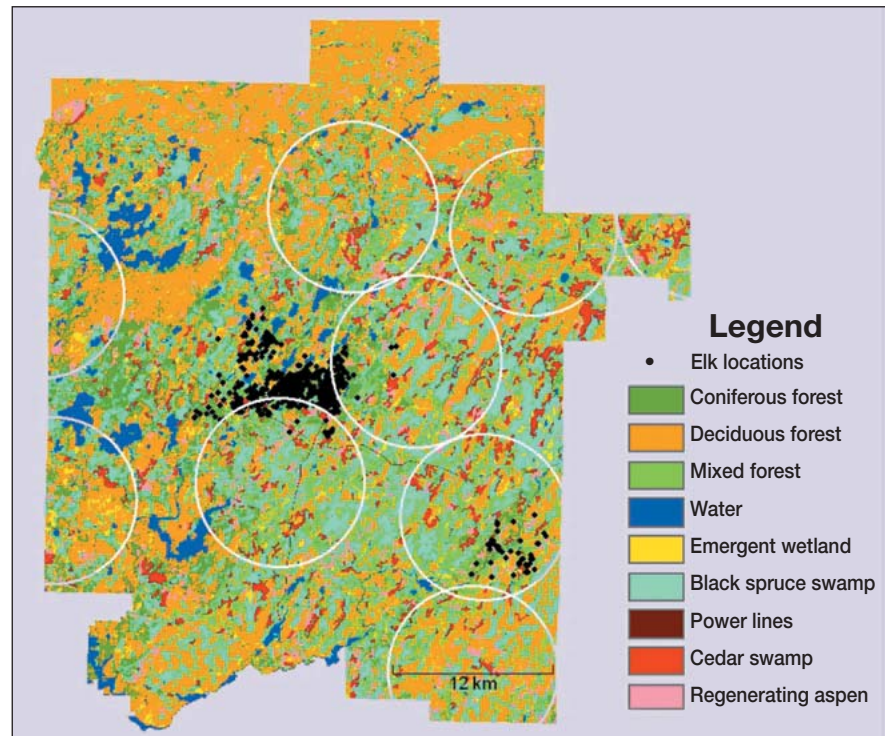 Legend
Elk locations
Coniferous forest
Deciduous forest
Mixed forest
Water
Emergent wetland
Black spruce swamp
Power lines
Cedar swamp
Regenerating aspen
12 km